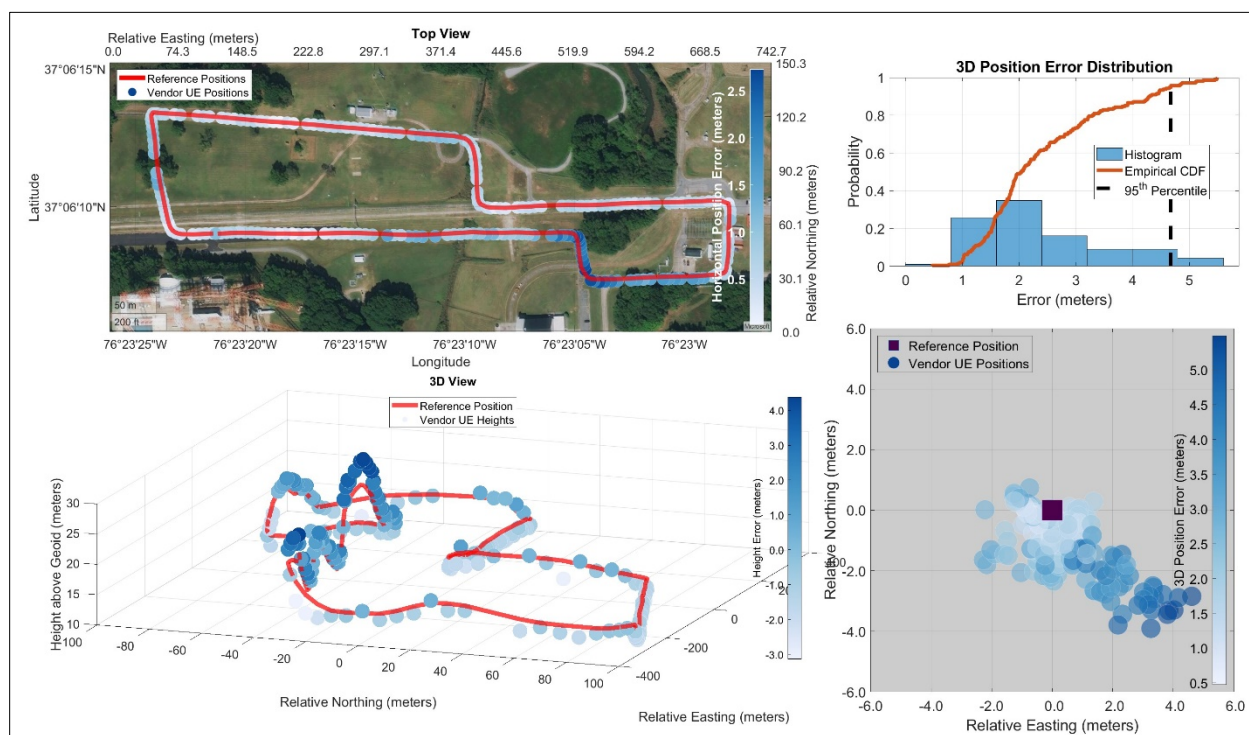 Relative Easting (meters)
Top View
0.0 74.3 148.5 222.8 297.1 371.4 445.6 519.9 594.2 668.5 742.7
37°06'15"N
37°06'10"N
Latitude
Reference Positions
Vendor UE Positions
50 m
200 ft
Microsoft
76°23'25"W 76°23'20"W 76°23'15"W 76°23'10"W 76°23'05"W 76°23'W
Longitude
2.5
2.0
1.5
1.0
0.5
Horizontal Position Error (meters)
150.3
120.2
90.2
60.1
30.1
0.0
Relative Northing (meters)
3D Position Error Distribution
1
0.8
0.6
0.4
0.2
0
Probability
Histogram
Empirical CDF
95th Percentile
0 1 2 3 4 5
Error (meters)
3D View
Reference Position
Vendor UE Heights
30
25
20
15
10
Height above Geoid (meters)
100 -80 -60 -40 -20 0 20 40 60 80 100
Relative Northing (meters)
-400
-200
0
Relative Easting (meters)
4.0
3.0
2.0
1.0
0.0
-1.0
-2.0
-3.0
Height Error (meters)
Reference Position
Vendor UE Positions
6.0
4.0
2.0
0.0
-2.0
-4.0
-6.0
Relative Northing (meters)
-6.0 -4.0 -2.0 0.0 2.0 4.0 6.0
Relative Easting (meters)
5.0
4.5
4.0
3.5
3.0
2.5
2.0
1.5
1.0
0.5
3D Position Error (meters)